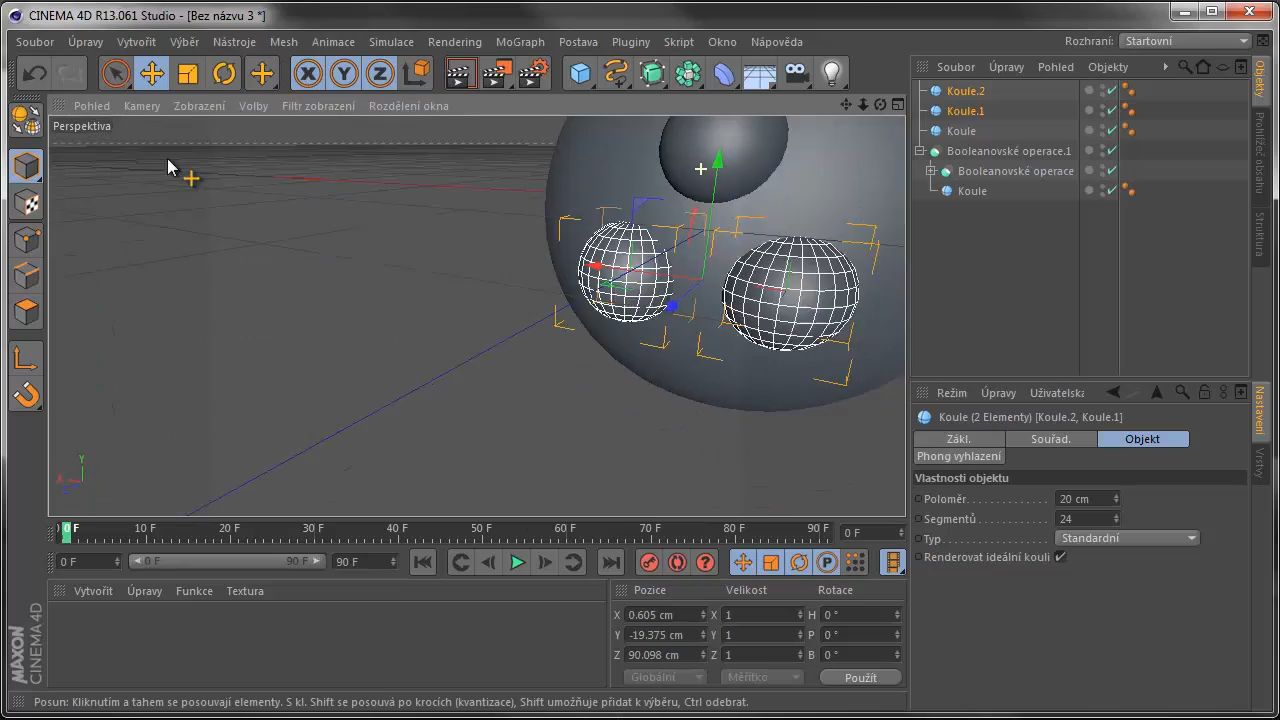 CINEMA 4D R13.061 Studio - [Bez názvu 3 *]
Soubor Úpravy Vytvořit Výběr Nástroje Mesh Animace Simulace Rendering MoGraph Postava Pluginy Skript Okno Nápověda
Rozhraní: Startovní
X Y Z
Soubor Úpravy Pohled Objekty
Pohled Kamery Zobrazení Volby Filtr zobrazení Rozdělení okna
Perspektiva
Koule.2
Koule.1
Koule
Booleanovské operace.1
Booleanovské operace
Koule
Objekty
Prohlížeč obsahu
Struktura
Režim Úpravy Uživatelska
Koule (2 Elementy) [Koule.2, Koule.1]
Zákl. Souřad. Objekt
Phong vyhlazení
Vlastnosti objektu
Poloměr 20 cm
Segmentů 24
Typ Standardní
Renderovat ideální kouli
Nastavení
Vrstvy
Y
X
0 F 10 F 20 F 30 F 40 F 50 F 60 F 70 F 80 F 90 F 0 F
0 F 0 F 90 F 90 F
P
Vytvořit Úpravy Funkce Textura
Pozice Velikost Rotace
X 0.605 cm X 1 H 0 °
Y -19.375 cm Y 1 P 0 °
Z 90.098 cm Z 1 B 0 °
Globální Měřítko Použít
MAXON
CINEMA 4D
Posun: Kliknutím a tahem se posouvají elementy. S kl. Shift se posouvá po krocích (kvantizace), Shift umožňuje přidat k výběru, Ctrl odebrat.